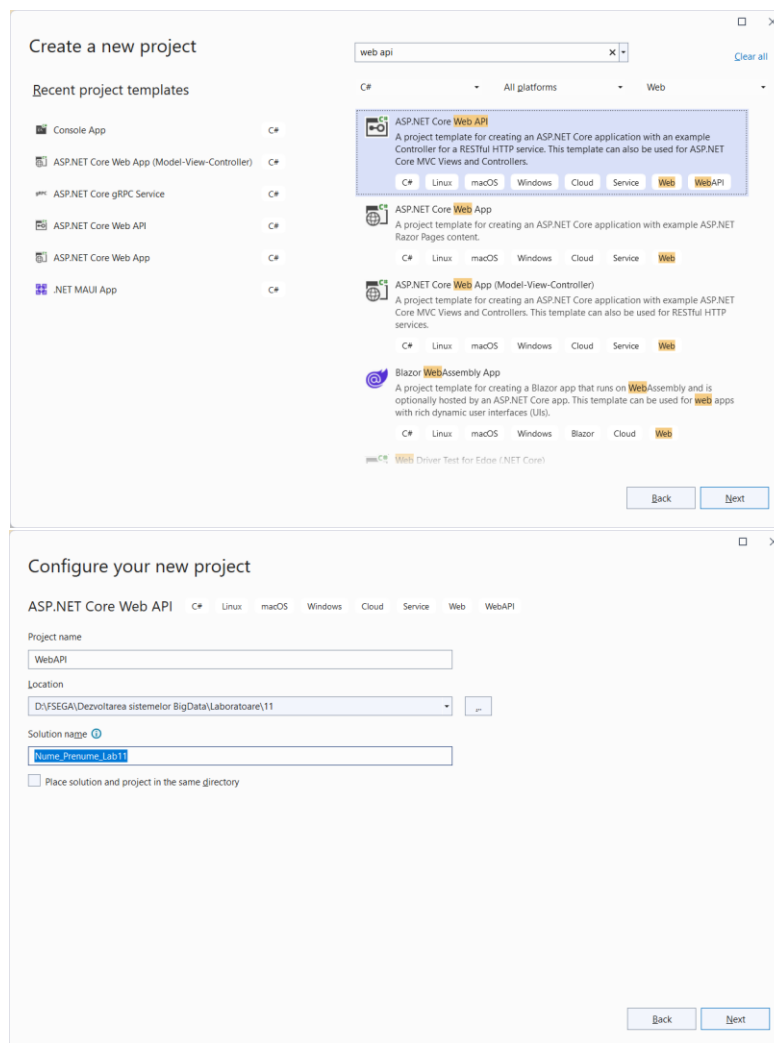 Create a new project
web api
Clear all
Recent project templates
C#
All platforms
Web
Console App C#
ASP.NET Core Web App (Model-View-Controller) C#
ASP.NET Core gRPC Service C#
ASP.NET Core Web API C#
ASP.NET Core Web App C#
.NET MAUI App C#
ASP.NET Core Web API
A project template for creating an ASP.NET Core application with an example
Controller for a RESTful HTTP service. This template can also be used for ASP.NET
Core MVC Views and Controllers.
C# Linux macOS Windows Cloud Service Web WebAPI
ASP.NET Core Web App
A project template for creating an ASP.NET Core application with example ASP.NET
Razor Pages content.
C# Linux macOS Windows Cloud Service Web
ASP.NET Core Web App (Model-View-Controller)
A project template for creating an ASP.NET Core application with example ASP.NET
Core MVC Views and Controllers. This template can also be used for RESTful HTTP
services.
C# Linux macOS Windows Cloud Service Web
Blazor WebAssembly App
A project template for creating a Blazor app that runs on WebAssembly and is
optionally hosted by an ASP.NET Core app. This template can be used for web apps
with rich dynamic user interfaces (UIs).
C# Linux macOS Windows Blazor Cloud Web
Web Driver Test for Edge (.NET Core)
Back Next
Configure your new project
ASP.NET Core Web API C# Linux macOS Windows Cloud Service Web WebAPI
Project name
WebAPI
Location
D:\FSEGA\Dezvoltarea sistemelor BigData\Laboratoare\11
...
Solution name
Nume_Prenume_Lab11
Place solution and project in the same directory
Back Next